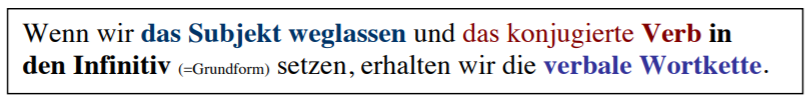 Wenn wir das Subjekt weglassen und das konjugierte Verb in
den Infinitiv (=Grundform) setzen, erhalten wir die verbale Wortkette.